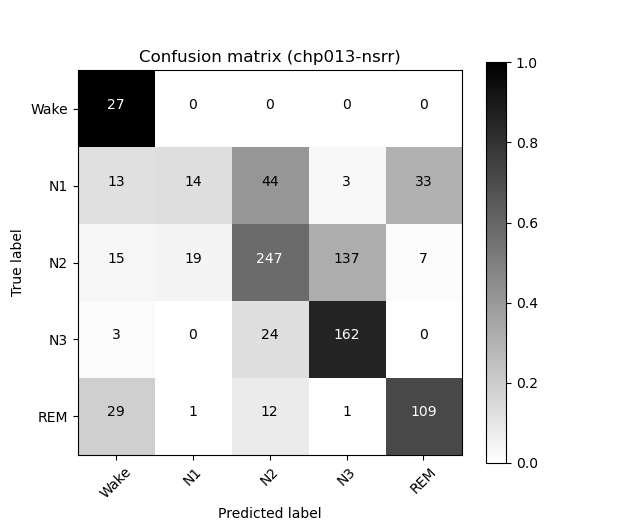 Confusion matrix (chp013-nsrr)
True label
Wake 27 0 0 0 0
N1 13 14 44 3 33
N2 15 19 247 137 7
N3 3 0 24 162 0
REM 29 1 12 1 109
Wake N1 N2 N3 REM
Predicted label
1.0
0.8
0.6
0.4
0.2
0.0